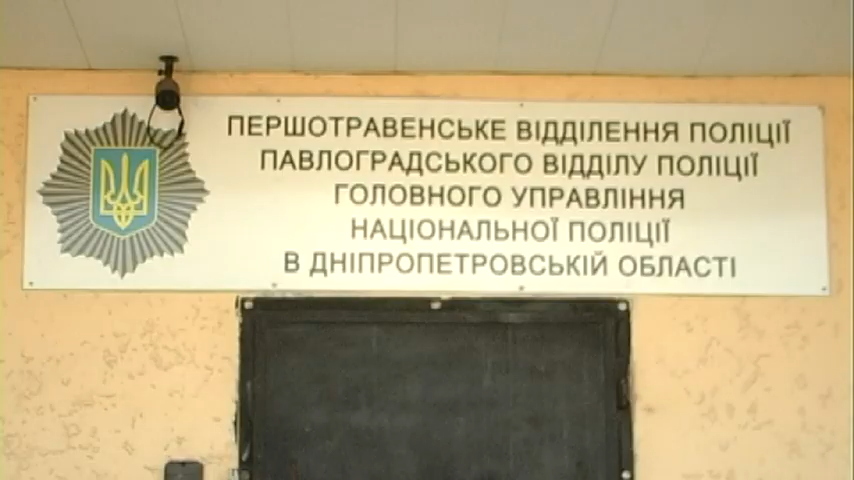 ПЕРШОТРАВЕНСЬКЕ ВІДДІЛЕННЯ ПОЛІЦІЇ
ПАВЛОГРАДСЬКОГО ВІДДІЛУ ПОЛІЦІЇ
ГОЛОВНОГО УПРАВЛІННЯ
НАЦІОНАЛЬНОЇ ПОЛІЦІЇ
В ДНІПРОПЕТРОВСЬКІЙ ОБЛАСТІ